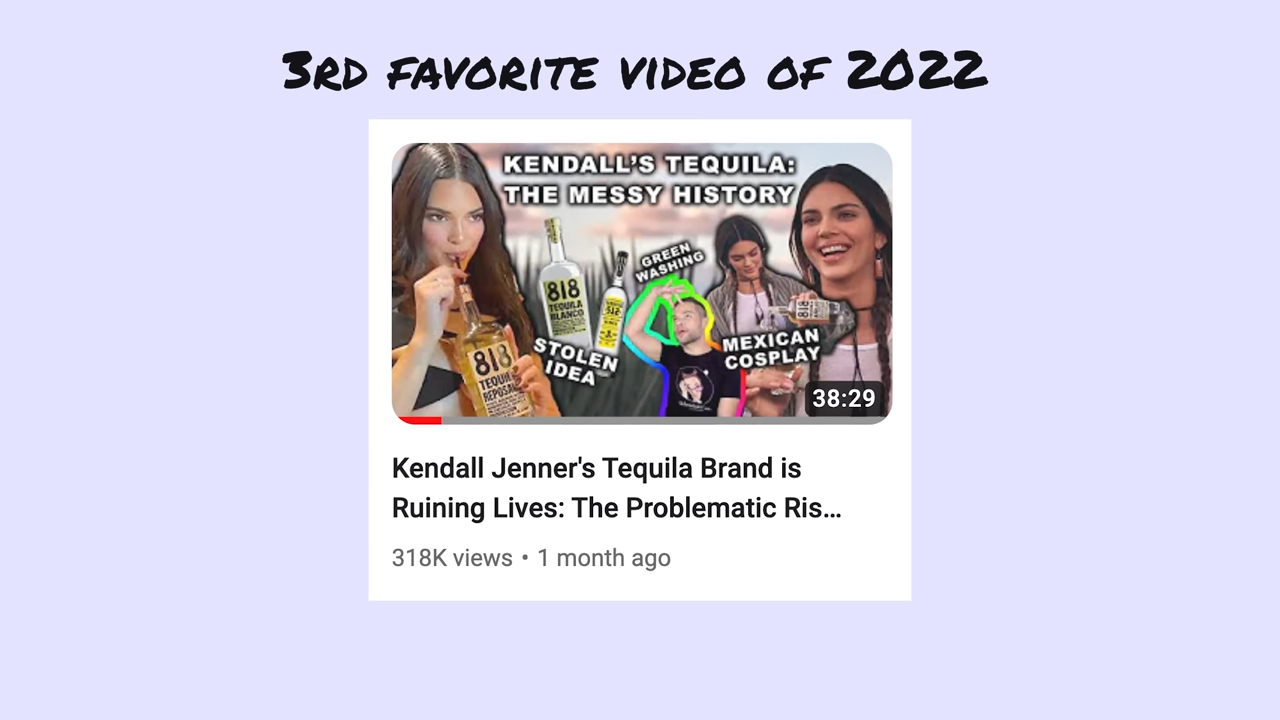 3RD FAVORITE VIDEO OF 2022
KENDALL'S TEQUILA:
THE MESSY HISTORY
GREEN
WASHING
818
TEQUILA
BLANCO
818
TEQUILA
REPOSADO
818
STOLEN
IDEA
MEXICAN
COSPLAY
38:29
Kendall Jenner's Tequila Brand is
Ruining Lives: The Problematic Ris...
318K views • 1 month ago